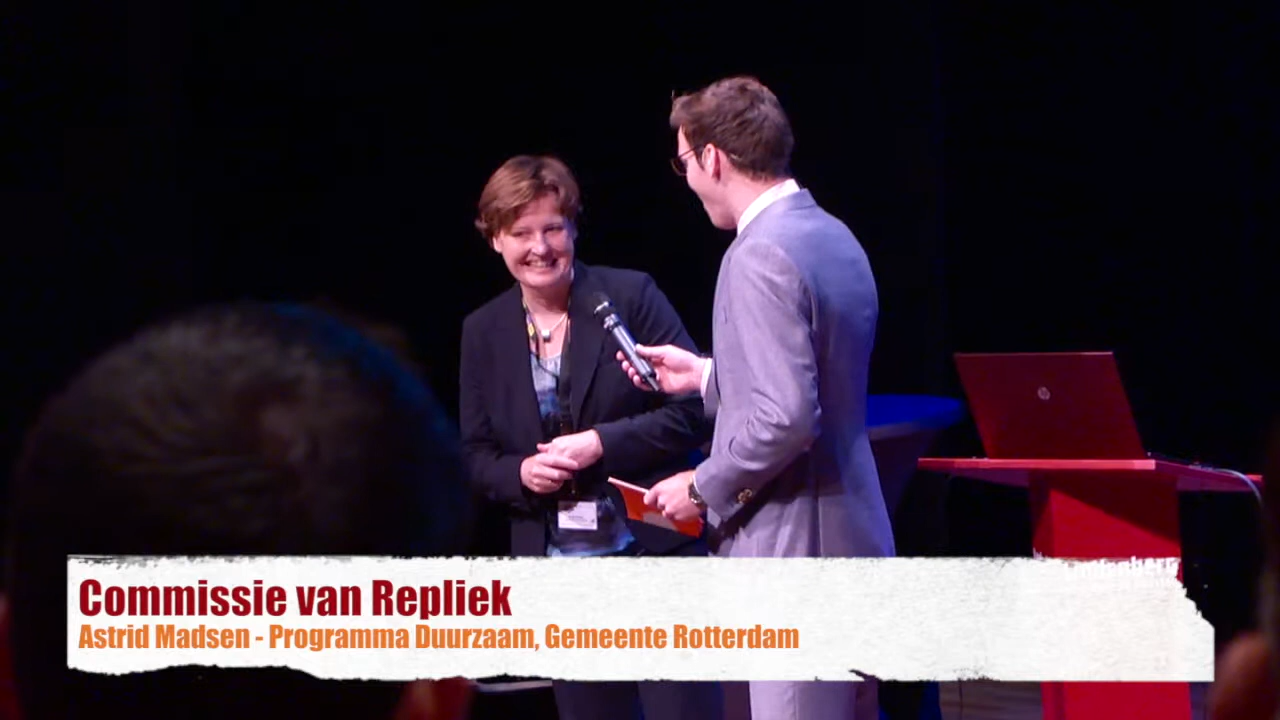 Commissie van Repliek
Astrid Madsen - Programma Duurzaam, Gemeente Rotterdam